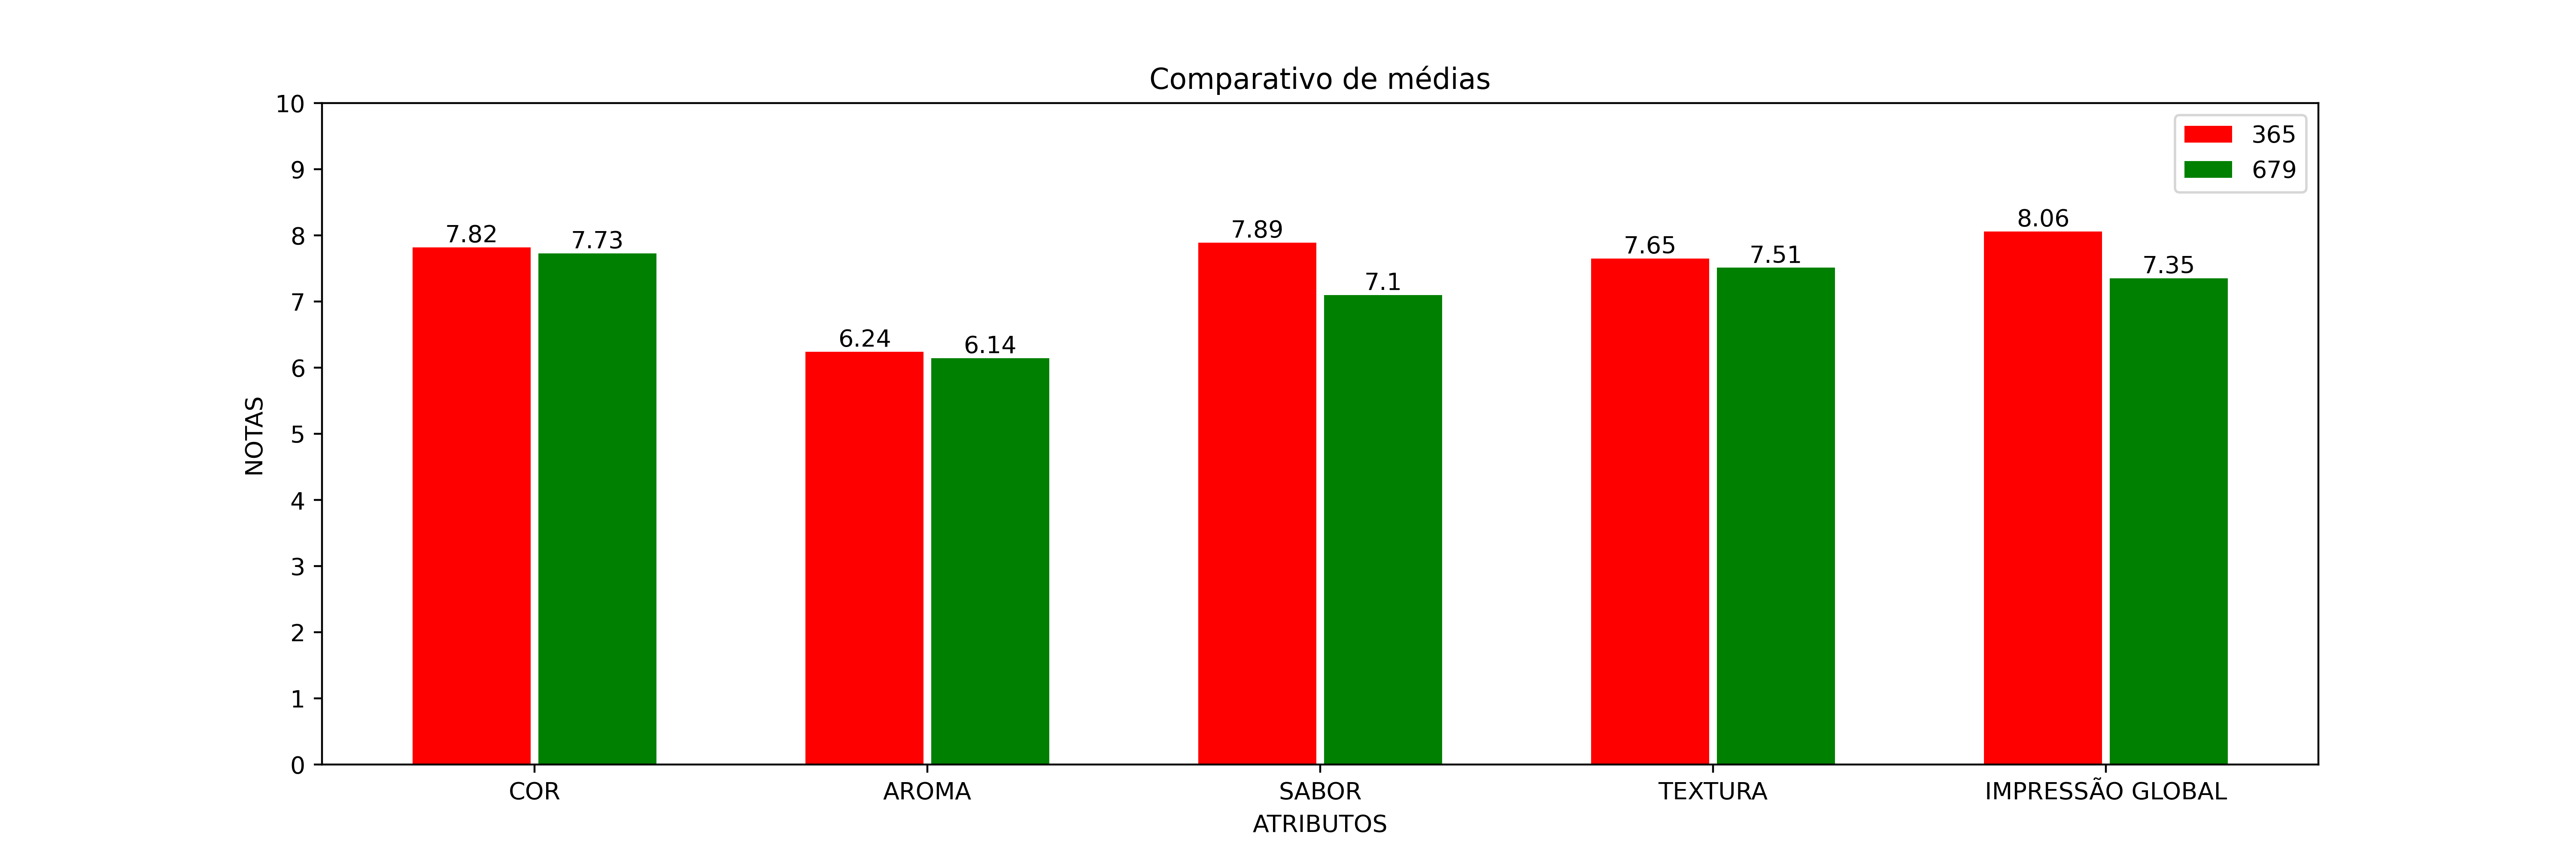 Comparativo de médias
10
9
8
7
6
5
4
3
2
1
0
NOTAS
365
679
7.82
7.73
6.24
6.14
7.89
7.1
7.65
7.51
8.06
7.35
COR
AROMA
SABOR
TEXTURA
IMPRESSÃO GLOBAL
ATRIBUTOS